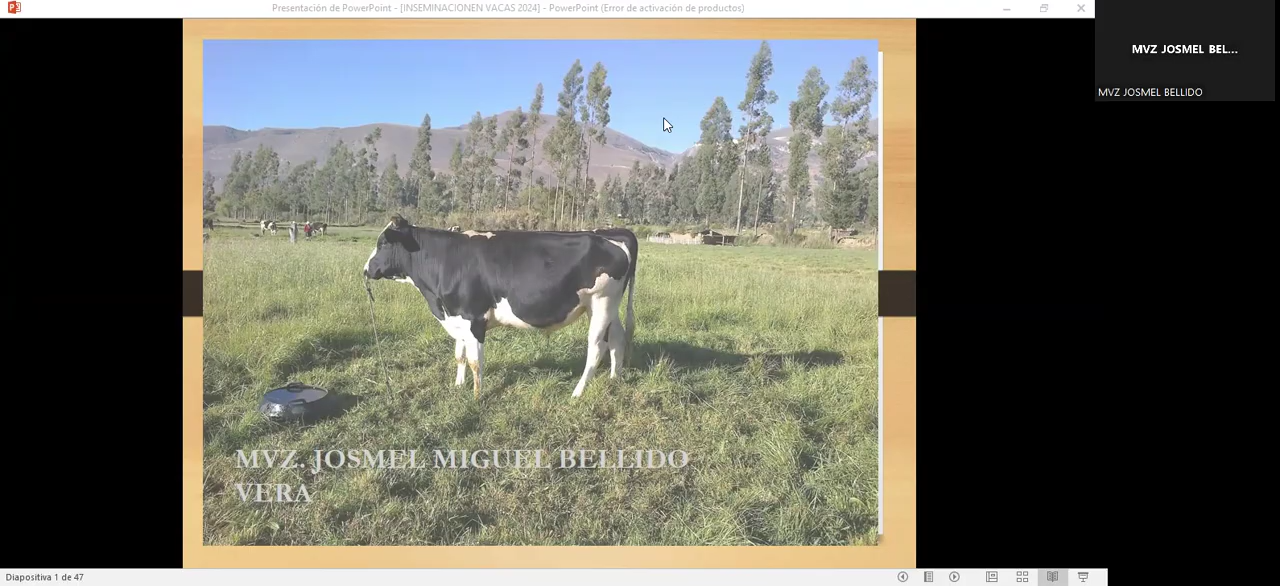 Presentación de PowerPoint - [INSEMINACIONEN VACAS 2024] - PowerPoint (Error de activación de productos)
MVZ JOSMEL BEL...
MVZ JOSMEL BELLIDO
MVZ. JOSMEL MIGUEL BELLIDO
VERA
Diapositiva 1 de 47